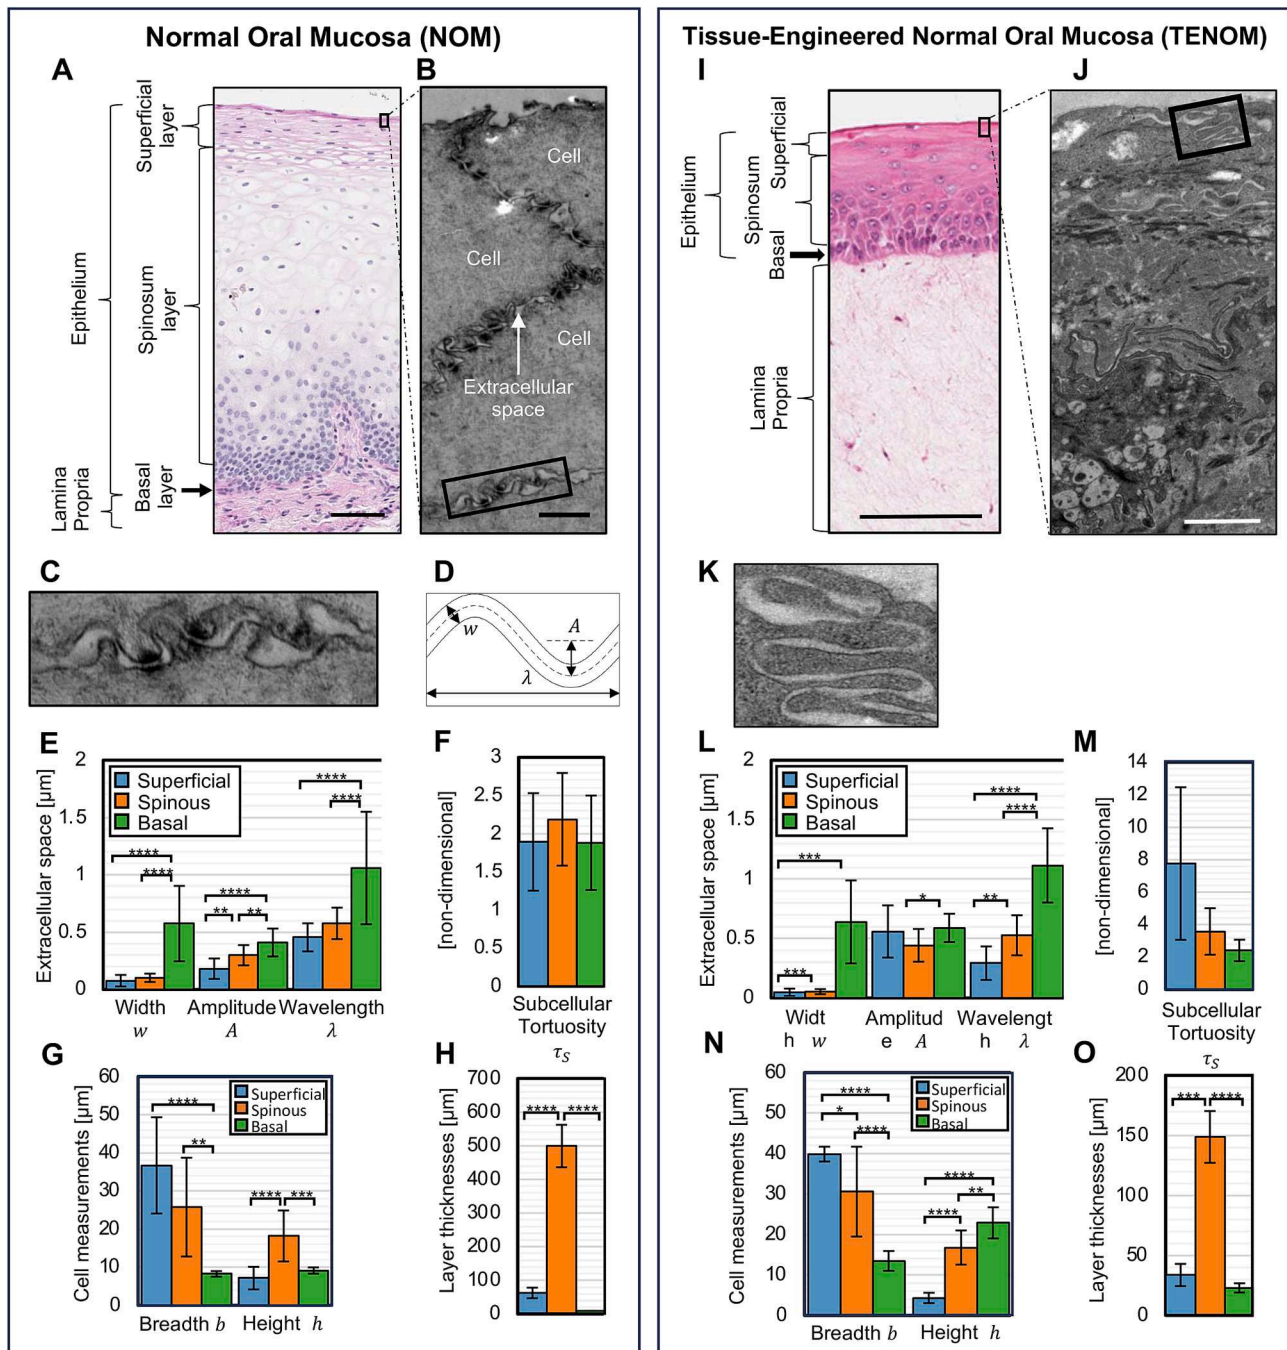 Normal Oral Mucosa (NOM)
A
B
Superficial
layer
Spinosum
layer
Epithelium
Basal
layer
Lamina
Propria
Cell
Cell
Cell
Extracellular
space
C
D
w
A
λ
E
Extracellular space [µm]
2
1.5
1
0.5
0
Superficial
Spinous
Basal
****
****
****
**
**
****
****
Width
w
Amplitude
A
Wavelength
λ
F
[non-dimensional]
3
2.5
2
1.5
1
0.5
0
Subcellular
Tortuosity
τS
G
Cell measurements [µm]
60
50
40
30
20
10
0
Superficial
Spinous
Basal
****
**
****
***
Breadth b
Height h
H
Layer thicknesses [µm]
700
600
500
400
300
200
100
0
****
****
Tissue-Engineered Normal Oral Mucosa (TENOM)
I
J
Epithelium
Superficial
Spinosum
Basal
Lamina
Propria
K
L
Extracellular space [µm]
2
1.5
1
0.5
0
Superficial
Spinous
Basal
***
***
*
****
****
**
Widt
h w
Amplitud
e A
Wavelengt
h λ
M
[non-dimensional]
14
12
10
8
6
4
2
0
Subcellular
Tortuosity
τS
N
Cell measurements [µm]
60
50
40
30
20
10
0
Superficial
Spinous
Basal
****
*
****
****
**
****
Breadth b
Height h
O
Layer thicknesses [µm]
200
150
100
50
0
***
****